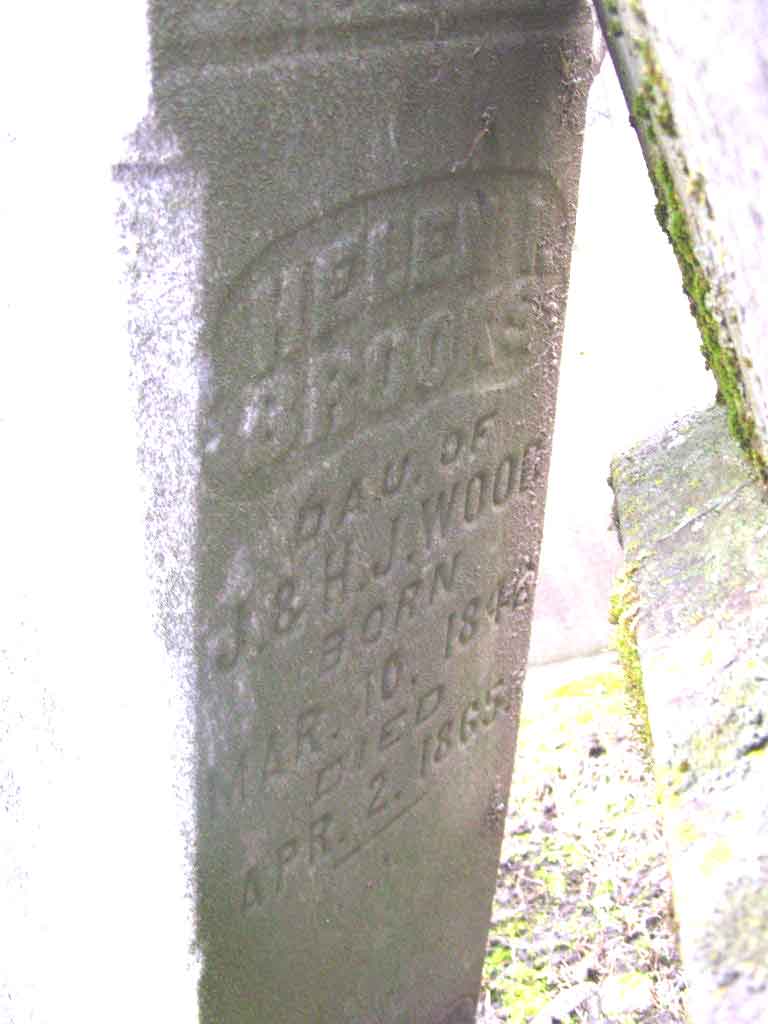 HELEN
BROOKS
DAU. OF
J. & H. J. WOOD
BORN
MAR. 10. 1846
DIED
APR. 2. 1865.